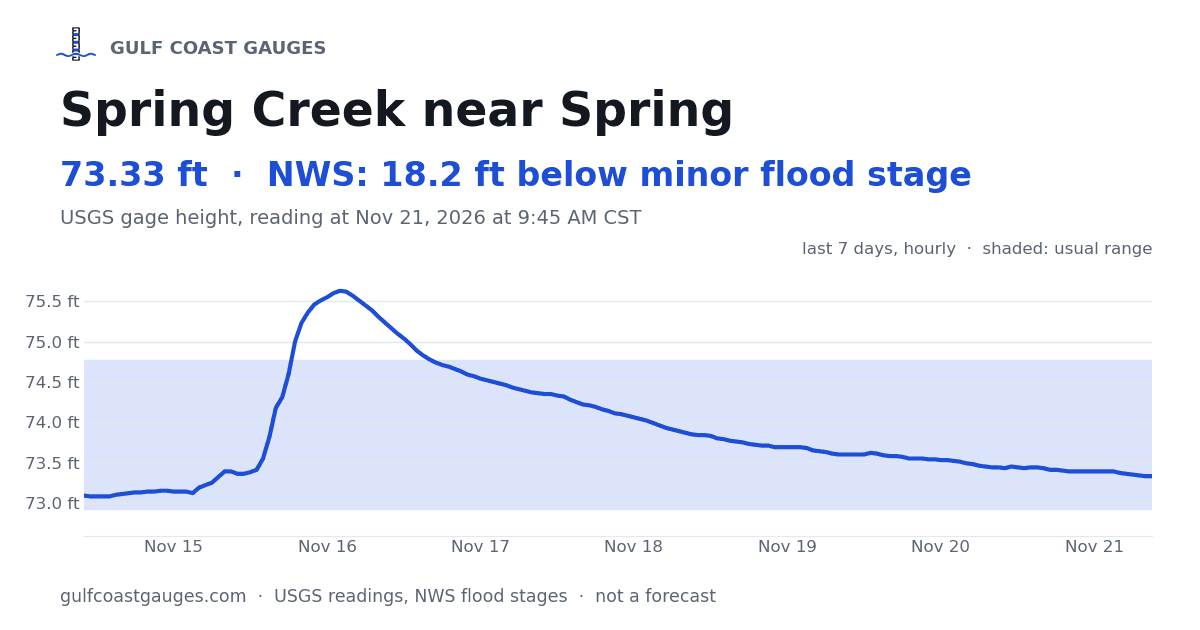 GULF COAST GAUGES
Spring Creek near Spring
73.33 ft · NWS: 18.2 ft below minor flood stage
USGS gage height, reading at Nov 21, 2026 at 9:45 AM CST
last 7 days, hourly · shaded: usual range
75.5 ft
75.0 ft
74.5 ft
74.0 ft
73.5 ft
73.0 ft
Nov 15 Nov 16 Nov 17 Nov 18 Nov 19 Nov 20 Nov 21
gulfcoastgauges.com · USGS readings, NWS flood stages · not a forecast